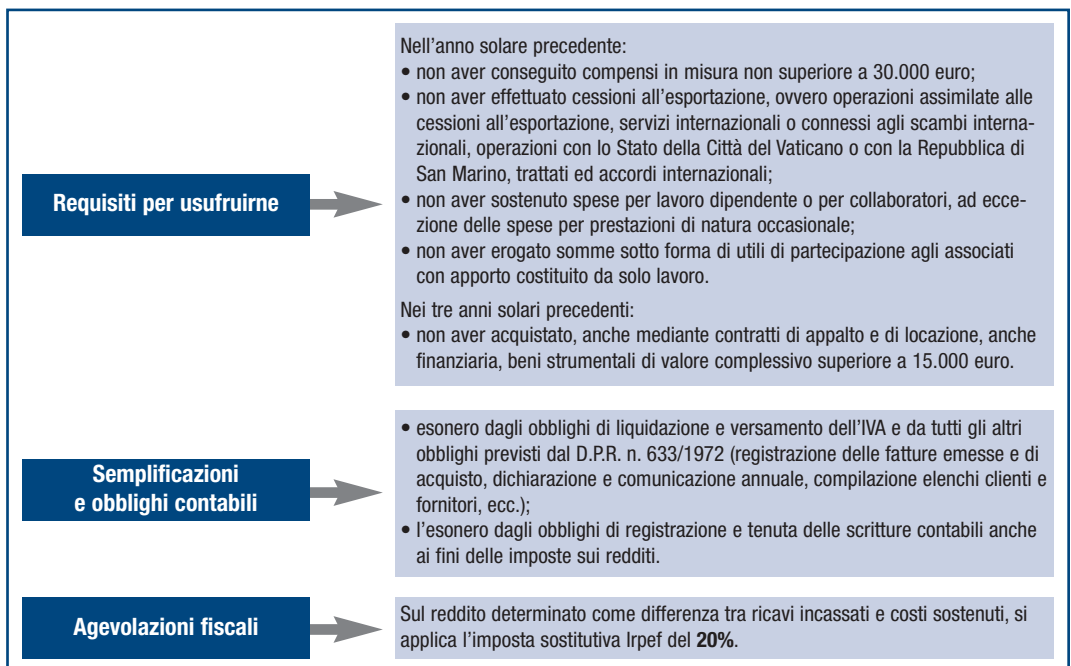 Requisiti per usufruirne
Nell'anno solare precedente:
• non aver conseguito compensi in misura non superiore a 30.000 euro;
• non aver effettuato cessioni all'esportazione, ovvero operazioni assimilate alle
cessioni all'esportazione, servizi internazionali o connessi agli scambi interna-
zionali, operazioni con lo Stato della Città del Vaticano o con la Repubblica di
San Marino, trattati ed accordi internazionali;
• non aver sostenuto spese per lavoro dipendente o per collaboratori, ad ecce-
zione delle spese per prestazioni di natura occasionale;
• non aver erogato somme sotto forma di utili di partecipazione agli associati
con apporto costituito da solo lavoro.
Nei tre anni solari precedenti:
• non aver acquistato, anche mediante contratti di appalto e di locazione, anche
finanziaria, beni strumentali di valore complessivo superiore a 15.000 euro.
Semplificazioni
e obblighi contabili
• esonero dagli obblighi di liquidazione e versamento dell'IVA e da tutti gli altri
obblighi previsti dal D.P.R. n. 633/1972 (registrazione delle fatture emesse e di
acquisto, dichiarazione e comunicazione annuale, compilazione elenchi clienti e
fornitori, ecc.);
• l'esonero dagli obblighi di registrazione e tenuta delle scritture contabili anche
ai fini delle imposte sui redditi.
Agevolazioni fiscali
Sul reddito determinato come differenza tra ricavi incassati e costi sostenuti, si
applica l'imposta sostitutiva Irpef del 20%.